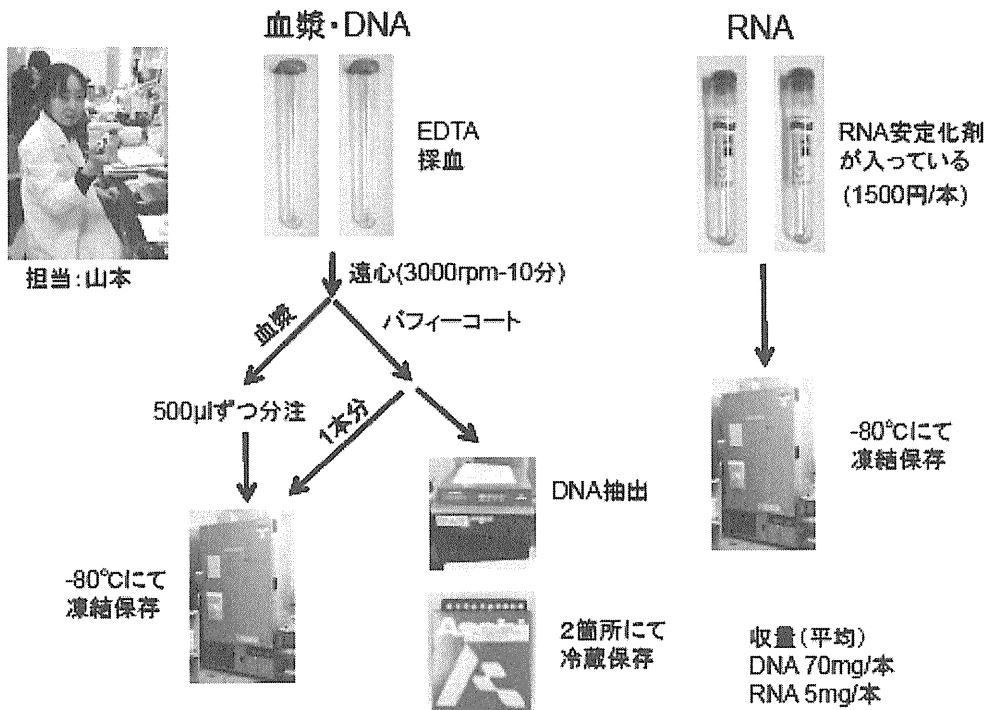 血漿・DNA
RNA
EDTA
採血
RNA安定化剤
が入っている
(1500円/本)
担当:山本
遠心(3000rpm-10分)
血漿
バフィーコート
500μlずつ分注
1本分
-80℃にて
凍結保存
DNA抽出
-80℃にて
凍結保存
2箇所にて
冷蔵保存
収量(平均)
DNA 70mg/本
RNA 5mg/本